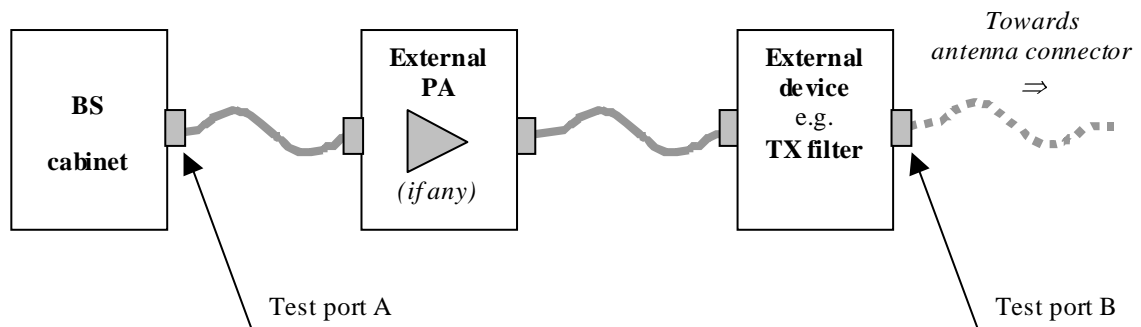 BS
cabinet
External
PA
(if any)
External
device
e.g.
TX filter
Towards
antenna connector
⇒
Test port A
Test port B